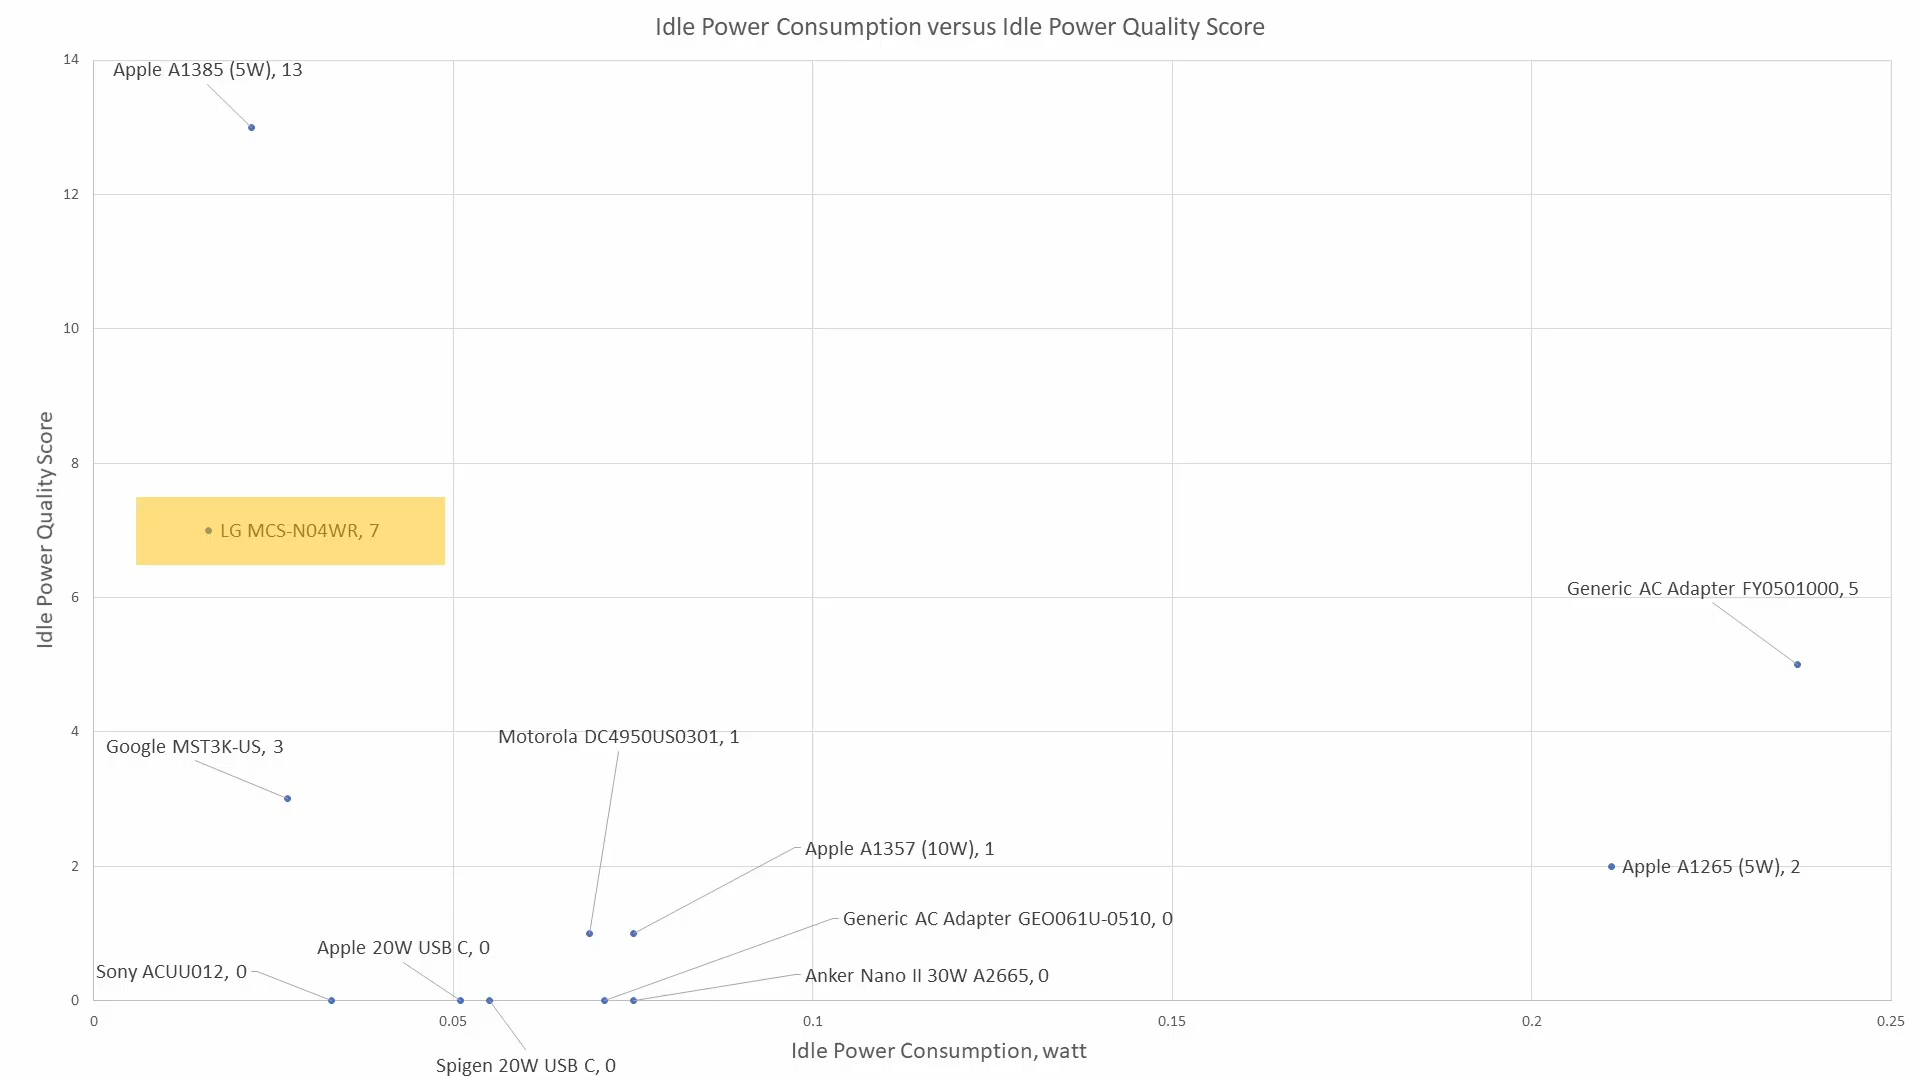 Idle Power Consumption versus Idle Power Quality Score
14
Apple A1385 (5W), 13
12
10
8
LG MCS-N04WR, 7
Idle Power Quality Score
6
Generic AC Adapter FY0501000, 5
4
Motorola DC4950US0301, 1
Google MST3K-US, 3
Apple A1357 (10W), 1
2
Apple A1265 (5W), 2
Generic AC Adapter GEO061U-0510, 0
Apple 20W USB C, 0
Sony ACUU012, 0
Anker Nano II 30W A2665, 0
0
0
0.05
0.1
0.15
0.2
0.25
Idle Power Consumption, watt
Spigen 20W USB C, 0